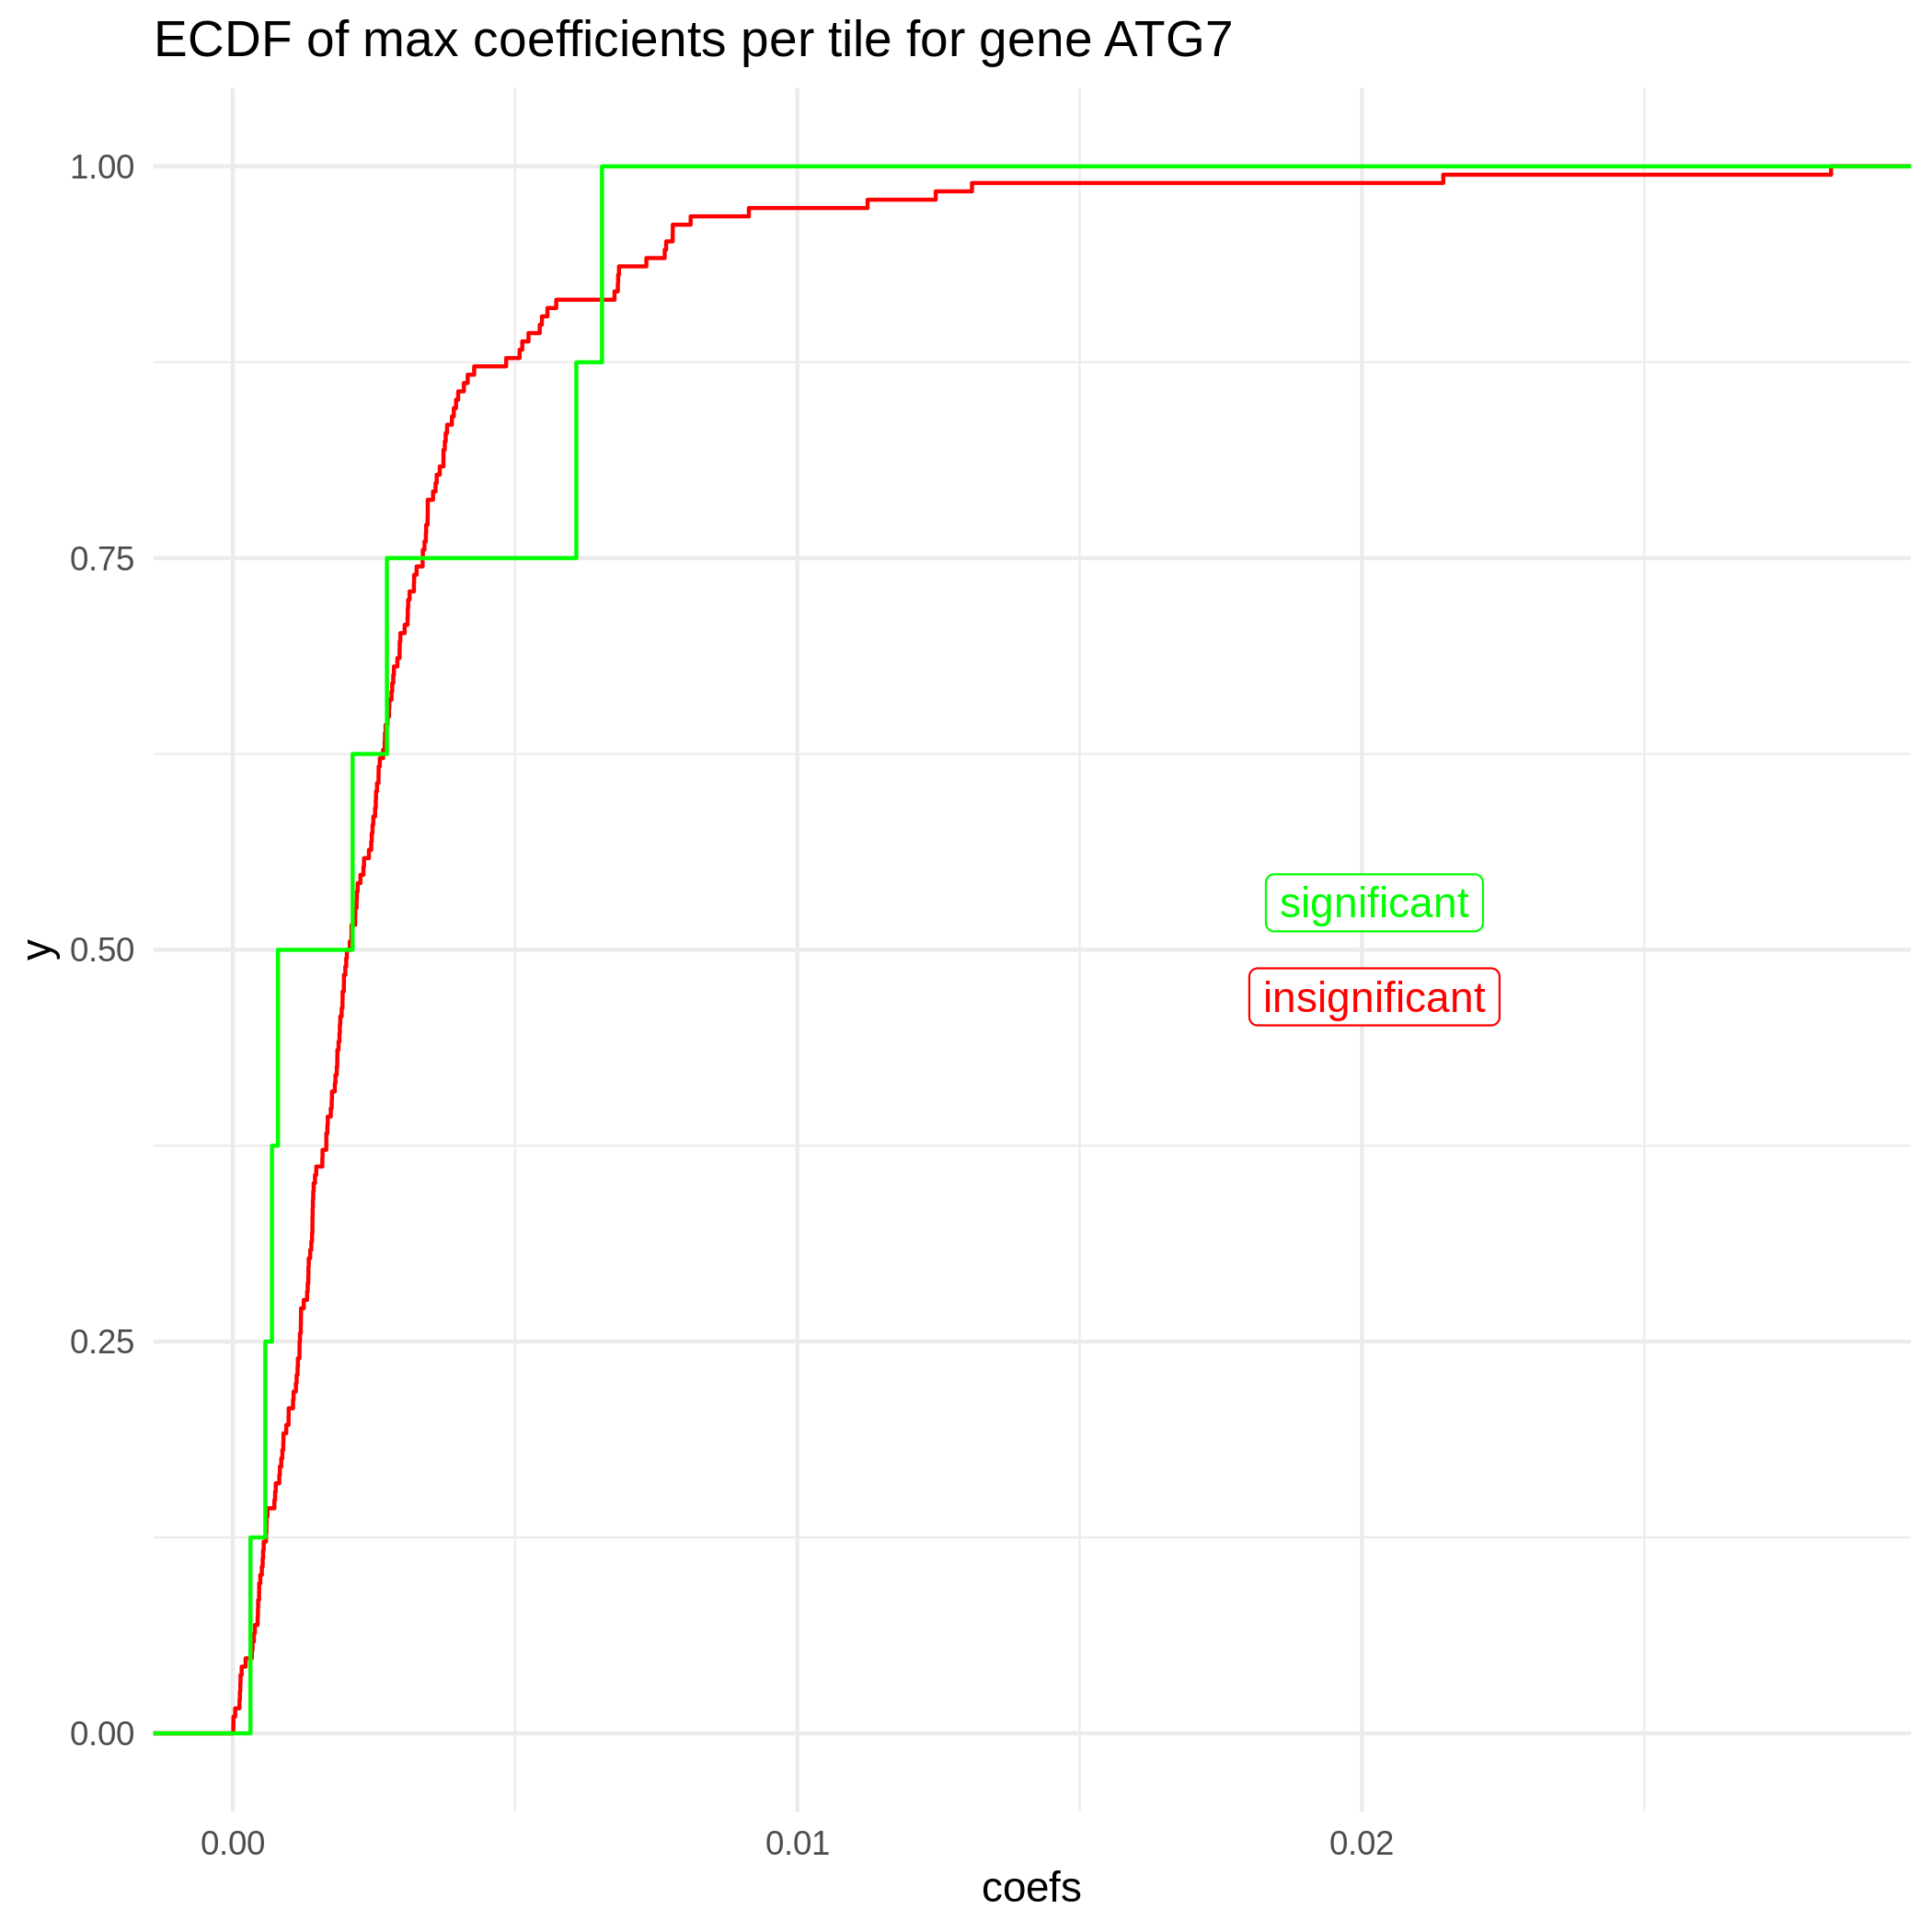 ECDF of max coefficients per tile for gene ATG7
1.00
0.75
y
0.50
0.25
0.00
significant
insignificant
0.00
0.01
0.02
coefs